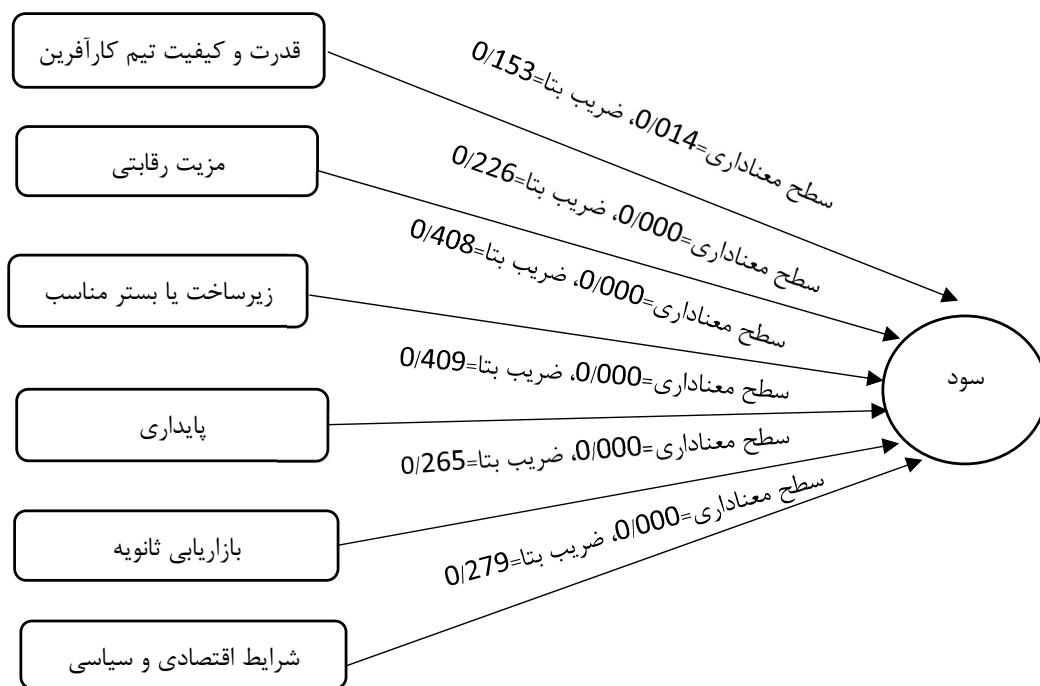 قدرت و کیفیت تیم کارآفرین
سطح معناداری=0/014، ضریب بتا=0/153
مزیت رقابتی
سطح معناداری=0/000، ضریب بتا=0/226
زیرساخت یا بستر مناسب
سطح معناداری=0/000، ضریب بتا=0/408
پایداری
سطح معناداری=0/000، ضریب بتا=0/409
بازاریابی ثانویه
سطح معناداری=0/000، ضریب بتا=0/265
شرایط اقتصادی و سیاسی
سطح معناداری=0/000، ضریب بتا=0/279
سود